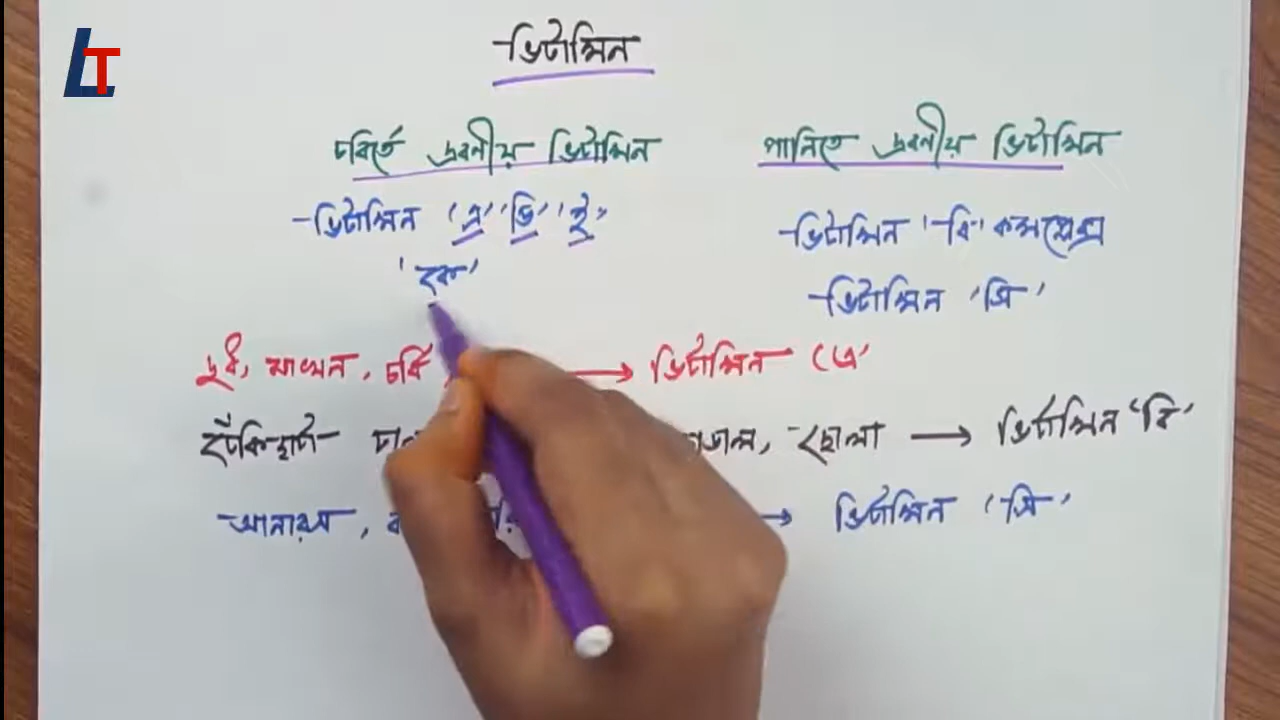 LT
ভিটামিন
চর্বিতে দ্রবণীয় ভিটামিন
ভিটামিন 'এ' 'ডি' 'ই'
'কে'
পানিতে দ্রবণীয় ভিটামিন
ভিটামিন 'বি' কমপ্লেক্স
ভিটামিন 'সি'
দুধ, মাখন, চর্বি → ভিটামিন 'এ'
ঢেঁকিছাটা ছোলা → ভিটামিন 'বি'
আনারস, → ভিটামিন 'সি'